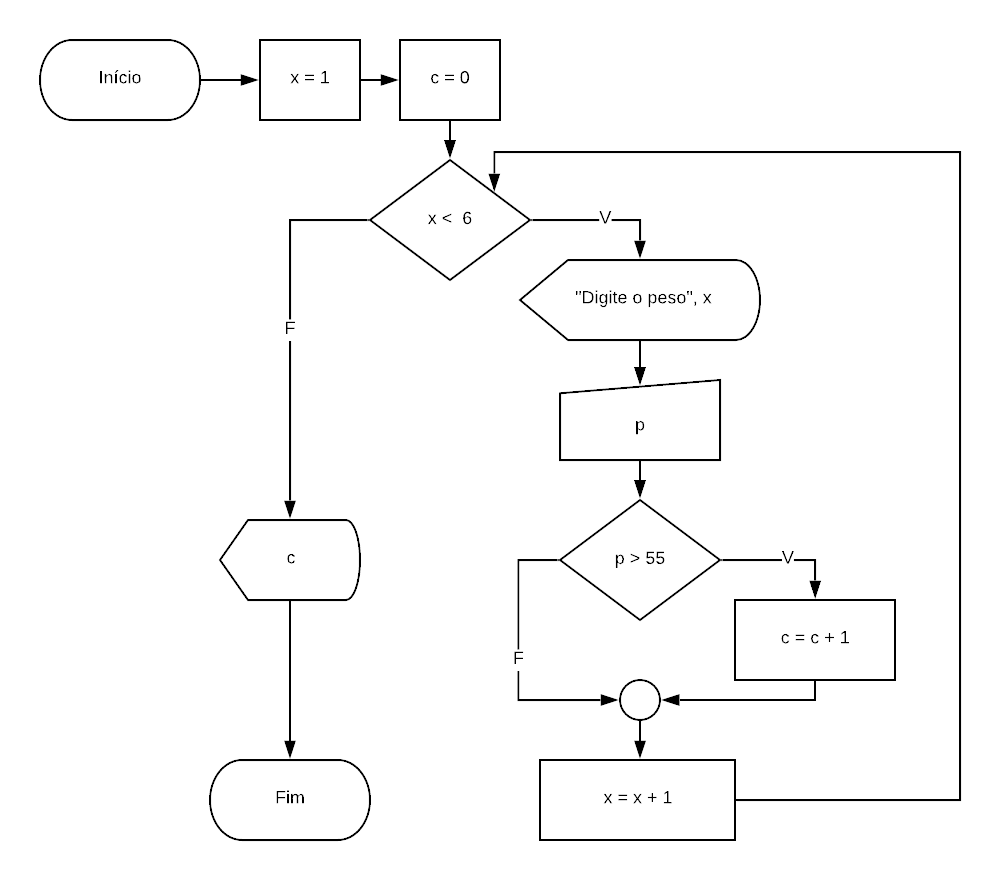 Início
x = 1
c = 0
x < 6
V
"Digite o peso", x
F
p
p > 55
V
c
c = c + 1
F
Fim
x = x + 1